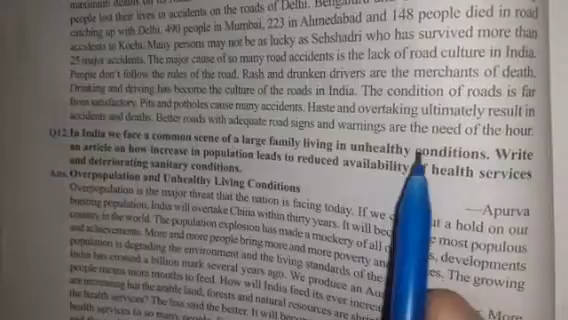 maximum deaths on
people lost their lives in accidents on the roads of Delhi. Bengaluru
catching up with Delhi. 490 people in Mumbai, 223 in Ahmedabad and 148 people died in road
accidents in Kochi. Many persons may not be as lucky as Sehshadri who has survived more than
25 major accidents. The major cause of so many road accidents is the lack of road culture in India.
People don't follow the rules of the road. Rash and drunken drivers are the merchants of death.
Drinking and driving has become the culture of the roads in India. The condition of roads is far
from satisfactory. Pits and potholes cause many accidents. Haste and overtaking ultimately result in
accidents and deaths. Better roads with adequate road signs and warnings are the need of the hour.
Q12. In India we face a common scene of a large family living in unhealthy conditions. Write
an article on how increase in population leads to reduced availability health services
and deteriorating sanitary conditions.
Ans. Overpopulation and Unhealthy Living Conditions
—Apurva
Overpopulation is the major threat that the nation is facing today. If we a hold on our
bursting population, India will overtake China within thirty years. It will most populous
country in the world. The population explosion has made a mockery of all developments
and achievements. More and more people bring more and more poverty The growing
population is degrading the environment and the living standards of the
India has crossed a billion mark several years ago. We produce an More
people means more months to feed. How will India feed its ever
are increasing but the arable land, forests and natural resources are
the health services? The less said the better. It will
health services to so many